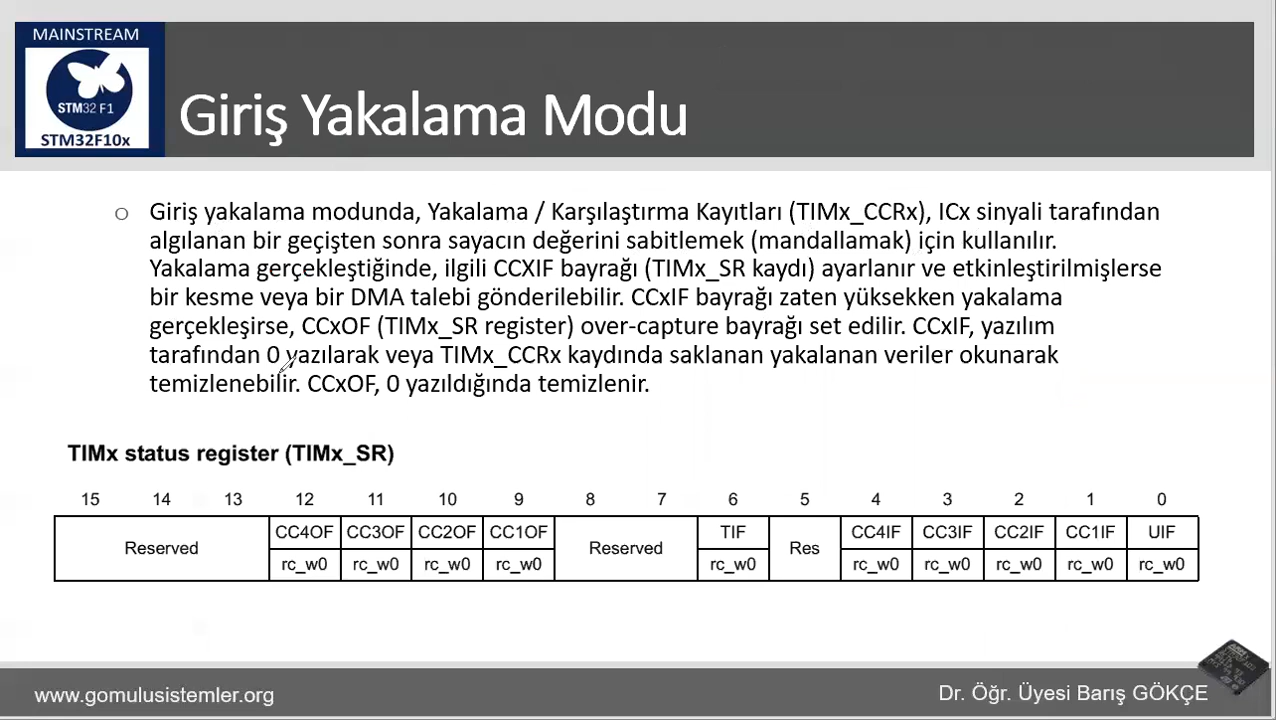 MAINSTREAM
STM32 F1
STM32F10x
Giriş Yakalama Modu
o Giriş yakalama modunda, Yakalama / Karşılaştırma Kayıtları (TIMx_CCRx), ICx sinyali tarafından
algılanan bir geçişten sonra sayacın değerini sabitlemek (mandallamak) için kullanılır.
Yakalama gerçekleştiğinde, ilgili CCXIF bayrağı (TIMx_SR kaydı) ayarlanır ve etkinleştirilmişlerse
bir kesme veya bir DMA talebi gönderilebilir. CCxIF bayrağı zaten yüksekken yakalama
gerçekleşirse, CCxOF (TIMx_SR register) over-capture bayrağı set edilir. CCxIF, yazılım
tarafından 0 yazılarak veya TIMx_CCRx kaydında saklanan yakalanan veriler okunarak
temizlenebilir. CCxOF, 0 yazıldığında temizlenir.
TIMx status register (TIMx_SR)
15 14 13 12 11 10 9 8 7 6 5 4 3 2 1 0
Reserved CC4OF CC3OF CC2OF CC1OF Reserved TIF Res CC4IF CC3IF CC2IF CC1IF UIF
rc_w0 rc_w0 rc_w0 rc_w0 rc_w0 rc_w0 rc_w0 rc_w0 rc_w0 rc_w0
www.gomulusistemler.org
Dr. Öğr. Üyesi Barış GÖKÇE